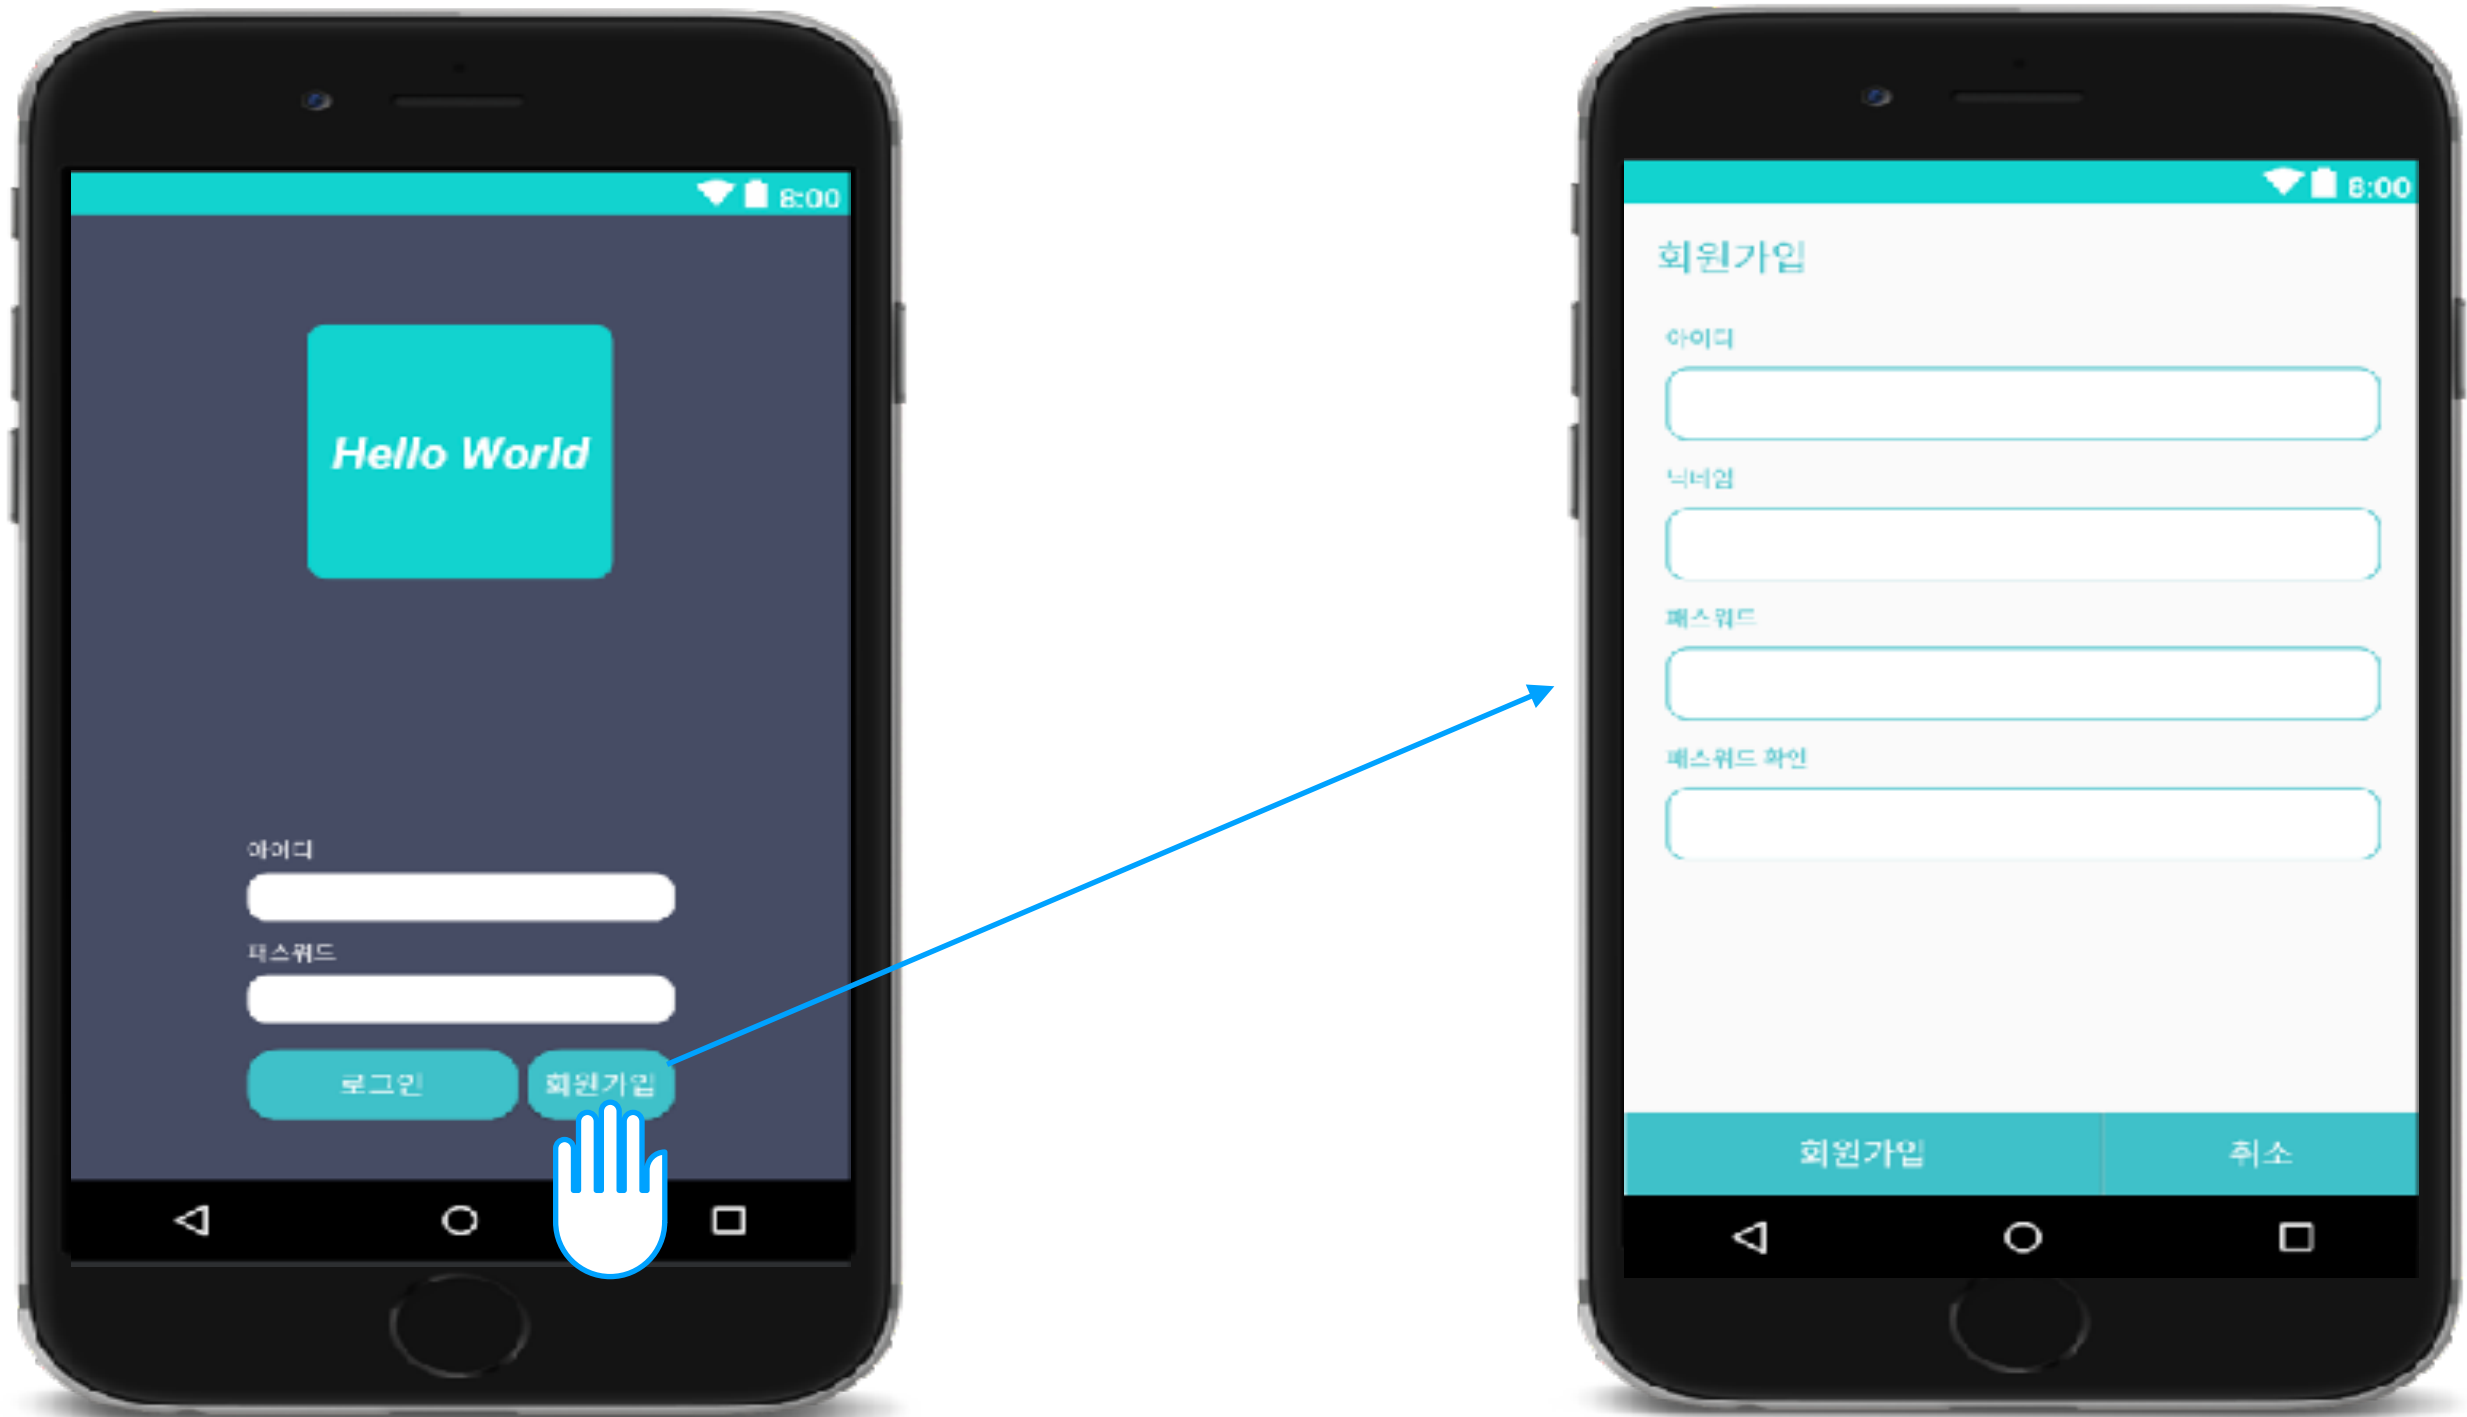 8:00
Hello World
아이디
패스워드
로그인 회원가입
8:00
회원가입
아이디
닉네임
패스워드
패스워드 확인
회원가입 취소